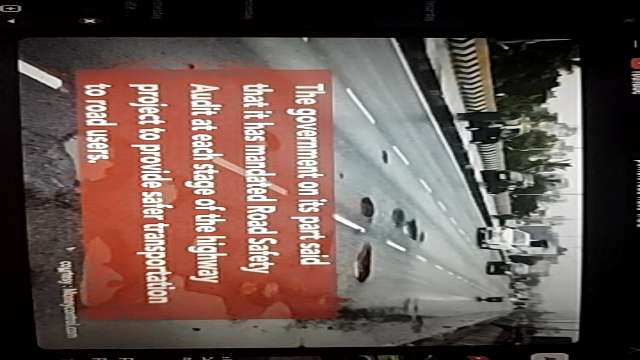 The government on its part said
that it has mandated Road Safety
Audit at each stage of the highway
project to provide safer transportation
to road users.